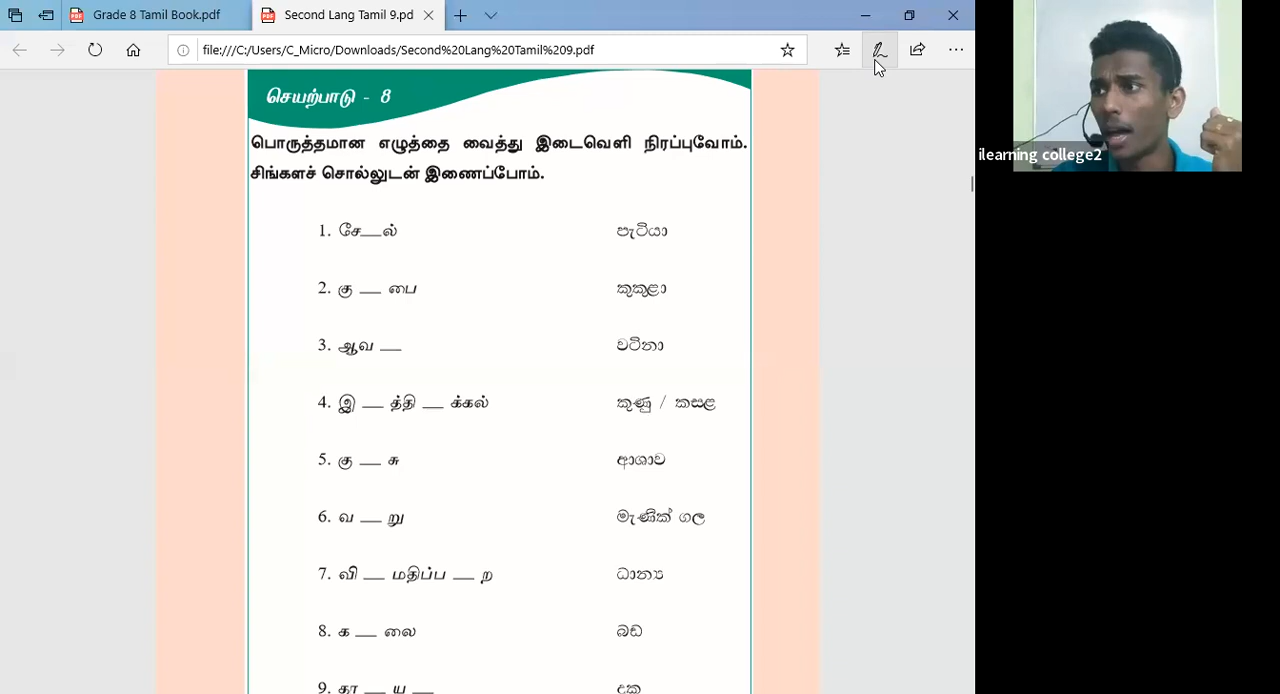 Grade 8 Tamil Book.pdf
Second Lang Tamil 9.pd
file:///C:/Users/C_Micro/Downloads/Second%20Lang%20Tamil%209.pdf
ilearning college2
செயற்பாடு - 8
பொருத்தமான எழுத்தை வைத்து இடைவெளி நிரப்புவோம்.
சிங்களச் சொல்லுடன் இணைப்போம்.
1. சே__ல் පැටියා
2. கு __ பை කුකුළා
3. ஆவ __ වටිනා
4. இ __ த்தி __ க்கல் කුණු / කසළ
5. கு __ சு ආශාව
6. வ __ று මැණික් ගල
7. வி __ மதிப்ப __ ற ධාන්‍ය
8. க __ லை බඩ
9. தா __ ய __ දුක